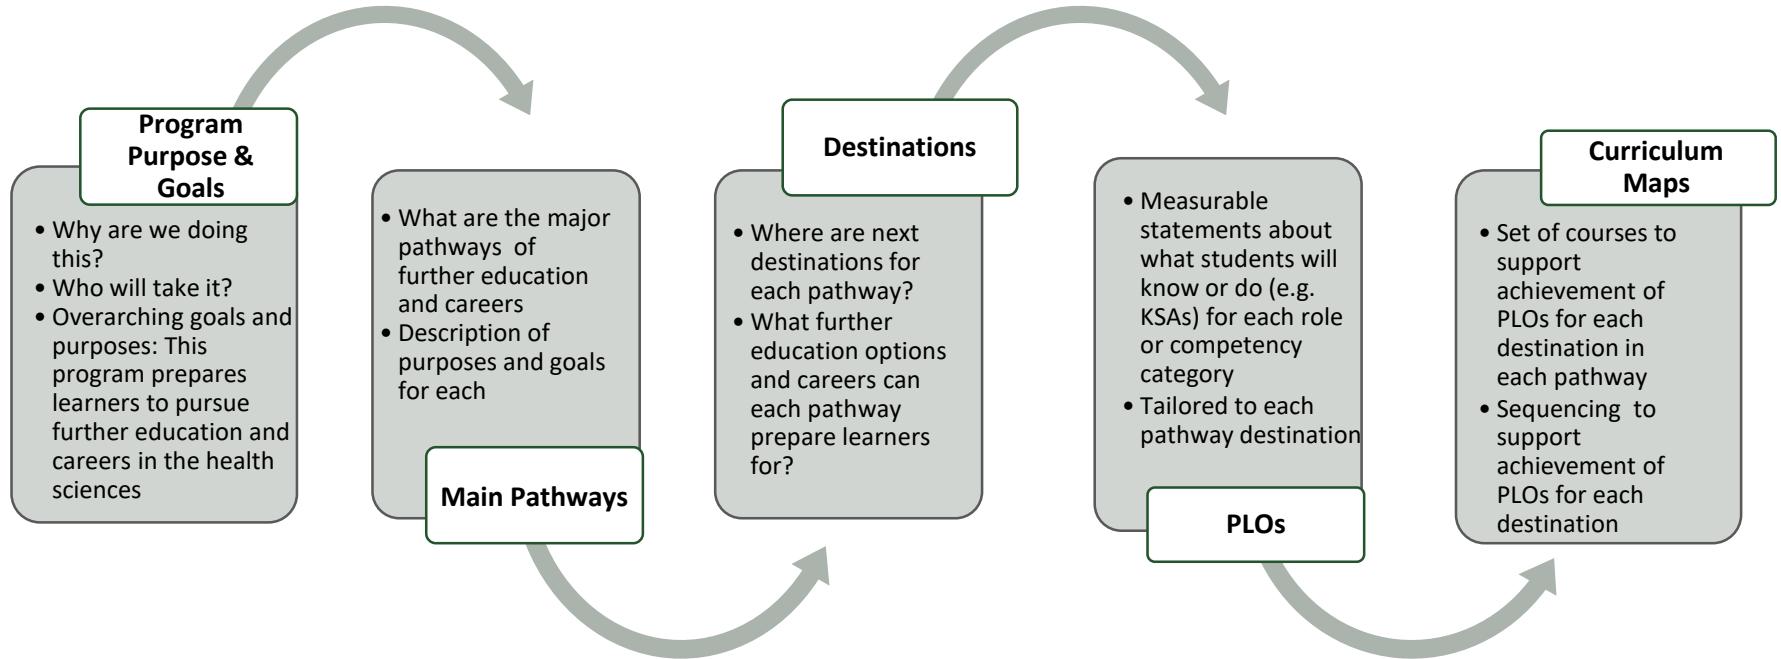 Program
Purpose &
Goals
• Why are we doing
this?
• Who will take it?
• Overarching goals and
purposes: This
program prepares
learners to pursue
further education and
careers in the health
sciences
• What are the major
pathways of
further education
and careers
• Description of
purposes and goals
for each
Main Pathways
Destinations
• Where are next
destinations for
each pathway?
• What further
education options
and careers can
each pathway
prepare learners
for?
• Measurable
statements about
what students will
know or do (e.g.
KSAs) for each role
or competency
category
• Tailored to each
pathway destination
PLOs
Curriculum
Maps
• Set of courses to
support
achievement of
PLOs for each
destination in
each pathway
• Sequencing to
support
achievement of
PLOs for each
destination